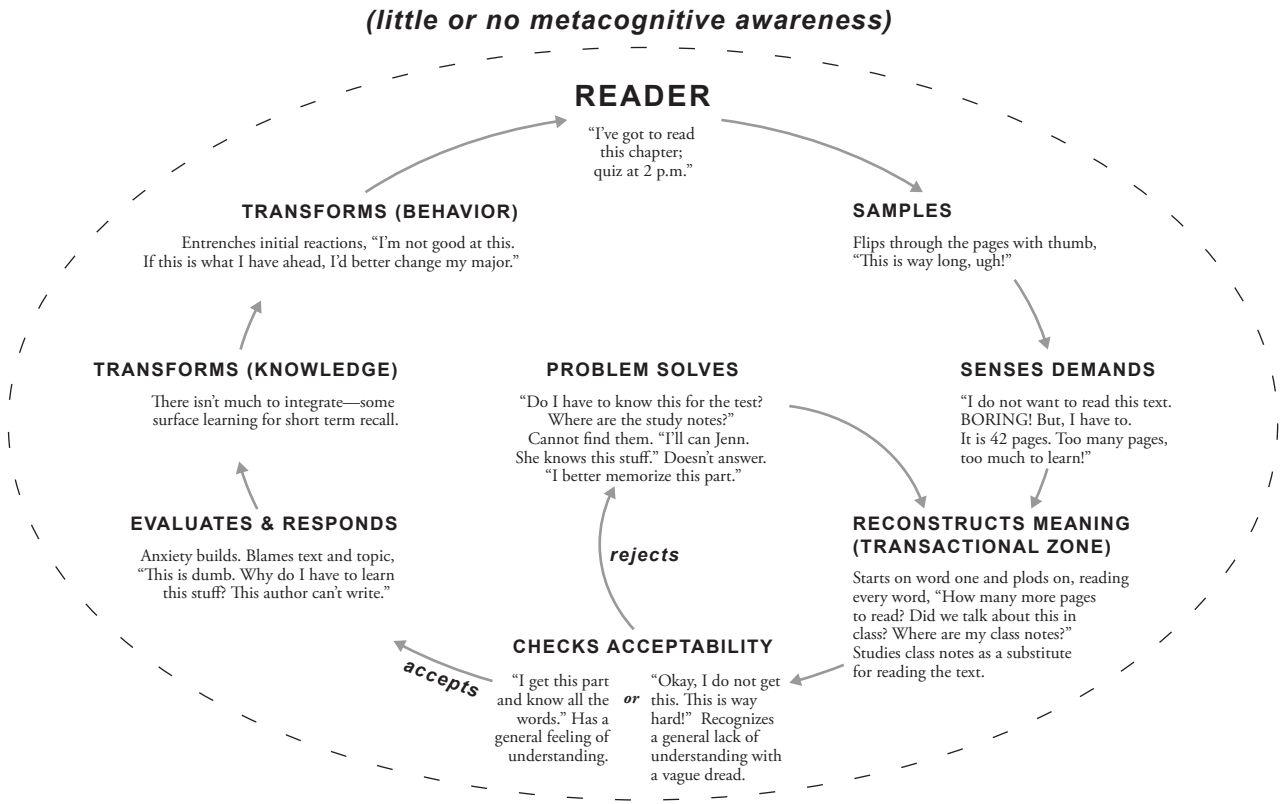 (little or no metacognitive awareness)
READER
“I’ve got to read
this chapter;
quiz at 2 p.m.”
SAMPLES
Flips through the pages with thumb,
“This is way long, ugh!”
SENSES DEMANDS
“I do not want to read this text.
BORING! But, I have to.
It is 42 pages. Too many pages,
too much to learn!”
RECONSTRUCTS MEANING
(TRANSACTIONAL ZONE)
Starts on word one and plods on, reading
every word, “How many more pages
to read? Did we talk about this in
class? Where are my class notes?”
Studies class notes as a substitute
for reading the text.
CHECKS ACCEPTABILITY
“I get this part
and know all the
words.” Has a
general feeling of
understanding.
or
“Okay, I do not get
this. This is way
hard!” Recognizes
a general lack of
understanding with
a vague dread.
rejects
PROBLEM SOLVES
“Do I have to know this for the test?
Where are the study notes?”
Cannot find them. “I’ll can Jenn.
She knows this stuff.” Doesn’t answer.
“I better memorize this part.”
accepts
EVALUATES & RESPONDS
Anxiety builds. Blames text and topic,
“This is dumb. Why do I have to learn
this stuff? This author can’t write.”
TRANSFORMS (KNOWLEDGE)
There isn’t much to integrate—some
surface learning for short term recall.
TRANSFORMS (BEHAVIOR)
Entrenches initial reactions, “I’m not good at this.
If this is what I have ahead, I’d better change my major.”